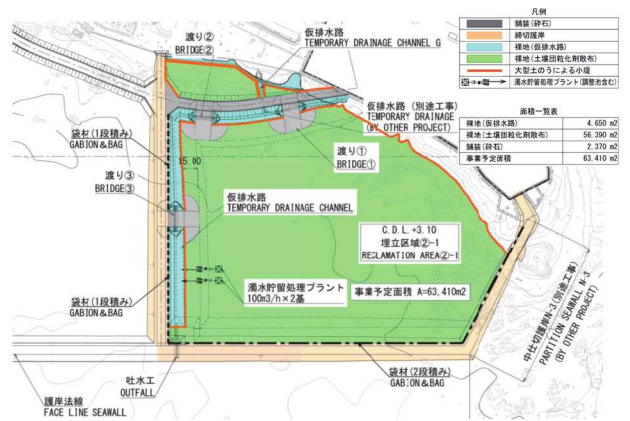 凡例
舗装(砕石)
締切護岸
裸地(仮排水路)
裸地(土壌団粒化剤散布)
大型土のうによる小堤
濁水貯留処理プラント(調整池含む)
面積一覧表
裸地(仮排水路) 4.650 m2
裸地(土壌団粒化剤散布) 56.390 m2
舗装(砕石) 2,370 m2
事業予定面積 63.410 m2
渡り②
BRIDGE②
仮排水路
TEMPORARY DRAINAGE CHANNEL G
仮排水路(別途工事)
TEMPORARY DRAINAGE
(BY OTHER PROJECT)
袋材(1段積み)
GABION&BAG
15.00
渡り①
BRIDGE①
渡り③
BRIDGE③
仮排水路
TEMPORARY DRAINAGE CHANNEL
C.D.L.+3.10
埋立区域②-1
RECLAMATION AREA②-1
濁水貯留処理プラント
100m3/h×2基
事業予定面積 A=63,410m2
袋材(1段積み)
GABION&BAG
中仕切護岸N-3(別途工事)
PARTITION SEAWALL N-3
(BY OTHER PROJECT)
袋材(2段積み)
GABION&BAG
吐水工
OUTFALL
護岸法線
FACE LINE SEAWALL